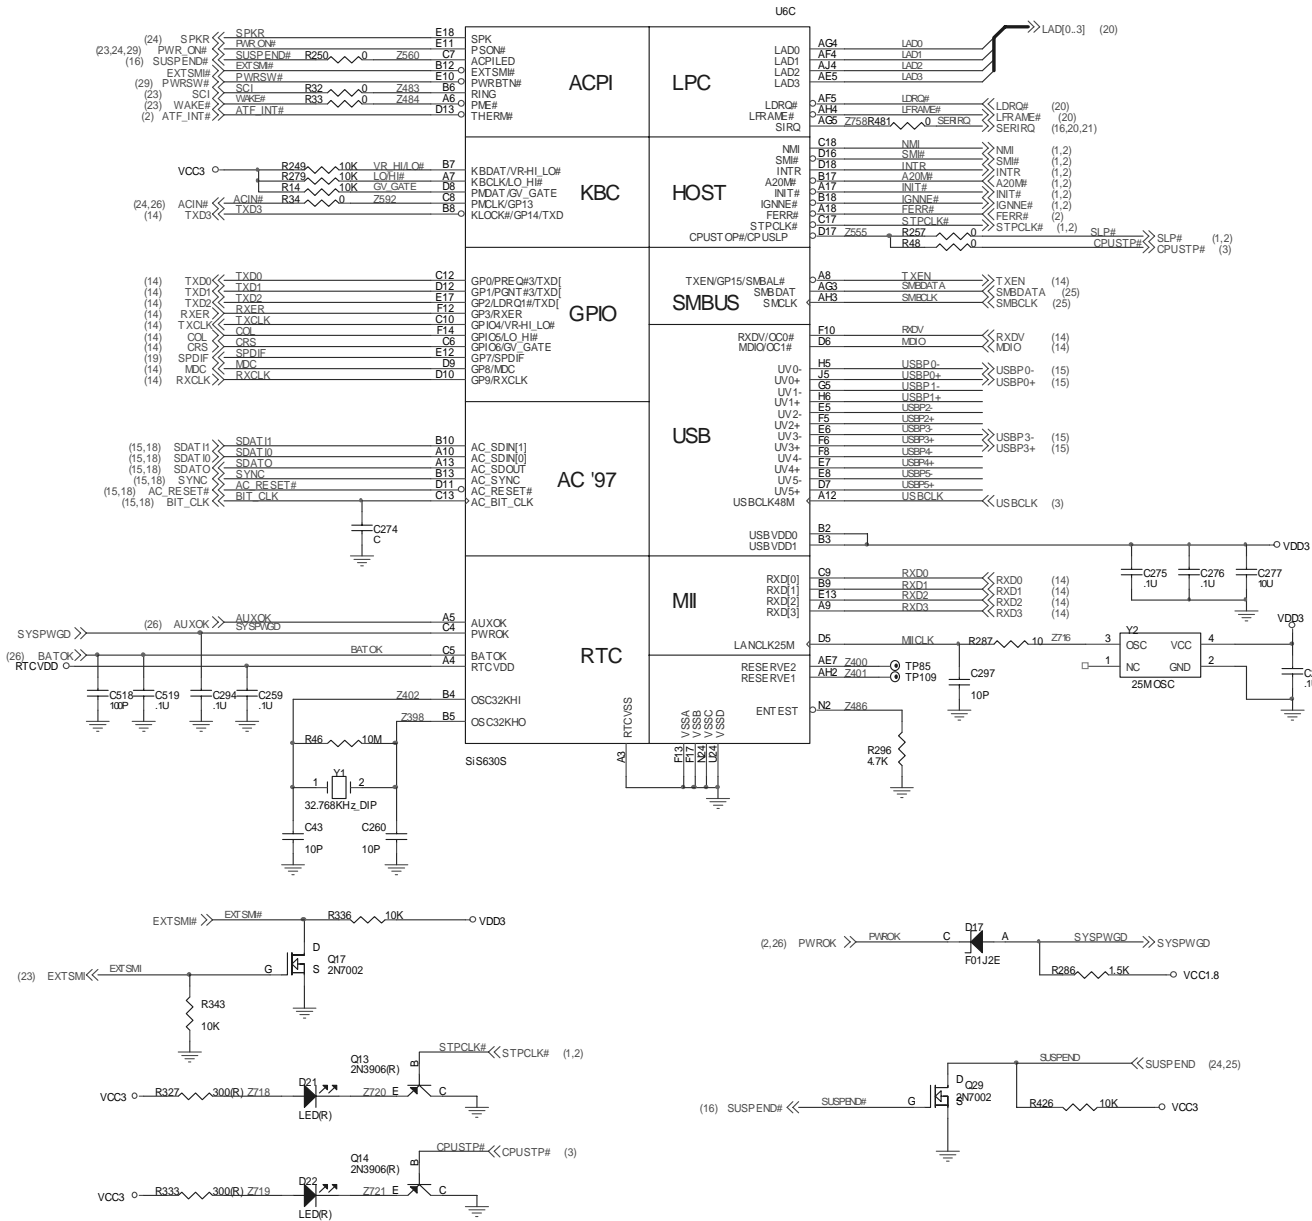 U6C
SiS630S
ACPI
LPC
KBC
HOST
GPIO
SMBUS
USB
AC '97
MII
RTC
(24) SPKR SPKR E18 SPK
(23,24,29) PWR_ON# PWRON# E11 PSON#
(16) SUSPEND# SUSPEND# R250 0 Z560 C7 ACPILED
EXTSMI# EXTSMI# B12 EXTSMI#
(29) PWRSW# PWRSW# E10 PWRBTN#
(23) SCI SCI R32 0 Z483 B6 RING
(23) WAKE# WAKE# R33 0 Z484 A6 PME#
(2) ATF_INT# ATF_INT# D13 THERM#
VCC3
R249 10K VR_HI/LO# B7 KBDAT/VR-HI_LO#
R279 10K LO/HI# A7 KBCLK/LO_HI#
R14 10K GV_GATE D8 PMDAT/GV_GATE
(24,26) ACIN# ACIN# R34 0 Z592 C8 PMCLK/GP13
(14) TXD3 TXD3 B8 KLOCK#/GP14/TXD
(14) TXD0 TXD0 C12 GP0/PREQ#3/TXD[
(14) TXD1 TXD1 D12 GP1/PGNT#3/TXD[
(14) TXD2 TXD2 E17 GP2/LDRQ1#/TXD[
(14) RXER RXER F12 GP3/RXER
(14) TXCLK TXCLK C10 GPIO4/VR-HI_LO#
(14) COL COL F14 GPIO5/LO_HI#
(14) CRS CRS C6 GPIO6/GV_GATE
(19) SPDIF SPDIF E12 GP7/SPDIF
(14) MDC MDC D9 GP8/MDC
(14) RXCLK RXCLK D10 GP9/RXCLK
(15,18) SDATI1 SDATI1 B10 AC_SDIN[1]
(15,18) SDATI0 SDATI0 A10 AC_SDIN[0]
(15,18) SDATO SDATO A13 AC_SDOUT
(15,18) SYNC SYNC B13 AC_SYNC
(15,18) AC_RESET# AC_RESET# D11 AC_RESET#
(15,18) BIT_CLK BIT_CLK C13 AC_BIT_CLK
C274
C
(26) AUXOK AUXOK A5 AUXOK
SYSPWGD SYSPWGD C4 PWROK
(26) BATOK BATOK C5 BATOK
RTCVDD A4 RTCVDD
C518 100P
C519 .1U
C294 .1U
C259 .1U
Z402 B4 OSC32KHI
Z398 B5 OSC32KHO
R46 10M
Y1
1 2
32.768KHz_DIP
C43 10P
C260 10P
RTCVSS A3
VSSA F13
VSSB F17
VSSC N24
VSSD U24
LAD[0..3] (20)
LAD0 AG4 LAD0
LAD1 AF4 LAD1
LAD2 AJ4 LAD2
LAD3 AE5 LAD3
LDRQ# AF5 LDRQ# LDRQ# (20)
LFRAME# AH4 LFRAME# LFRAME# (20)
SIRQ AG5 Z758 R481 0 SERIRQ SERIRQ (16,20,21)
NMI C18 NMI NMI (1,2)
SMI# D16 SMI# SMI# (1,2)
INTR D18 INTR INTR (1,2)
A20M# B17 A20M# A20M# (1,2)
INIT# A17 INIT# INIT# (1,2)
IGNNE# B18 IGNNE# IGNNE# (1,2)
FERR# A18 FERR# FERR# (2)
STPCLK# C17 STPCLK# STPCLK# (1,2)
CPUSTOP#/CPUSLP D17 Z555 R257 0 SLP# SLP# (1,2)
R48 0 CPUSTP# CPUSTP# (3)
TXEN/GP15/SMBAL# A8 TXEN TXEN (14)
SMBDAT AG3 SMBDATA SMBDATA (25)
SMCLK AH3 SMBCLK SMBCLK (25)
RXDV/OC0# F10 RXDV RXDV (14)
MDIO/OC1# D6 MDIO MDIO (14)
UV0- H5 USBP0- USBP0- (15)
UV0+ J5 USBP0+ USBP0+ (15)
UV1- G5 USBP1-
UV1+ H6 USBP1+
UV2- E5 USBP2-
UV2+ F5 USBP2+
UV3- E6 USBP3- USBP3- (15)
UV3+ F6 USBP3+ USBP3+ (15)
UV4- F8 USBP4-
UV4+ E7 USBP4+
UV5- E8 USBP5-
UV5+ D7 USBP5+
USBCLK48M A12 USBCLK USBCLK (3)
USBVDD0 B2
USBVDD1 B3
VDD3
C275 .1U
C276 .1U
C277 10U
RXD[0] C9 RXD0 RXD0 (14)
RXD[1] B9 RXD1 RXD1 (14)
RXD[2] E13 RXD2 RXD2 (14)
RXD[3] A9 RXD3 RXD3 (14)
LANCLK25M D5 MIICLK R287 10 Z716
RESERVE2 AE7 Z400 TP85
RESERVE1 AH2 Z401 TP109
C297 10P
ENTEST N2 Z486
R296 4.7K
Y2
3 OSC VCC 4
1 NC GND 2
25MOSC
VDD3
EXTSMI# EXTSMI# R336 10K VDD3
(23) EXTSMI EXTSMI G D S Q17 2N7002
R343 10K
(2,26) PWROK PWROK C D17 A SYSPWGD SYSPWGD
F01J2E
R286 1.5K VCC1.8
VCC3 R327 300(R) Z718 D21 LED(R) Z720 E B C
Q13 2N3906(R)
STPCLK# STPCLK# (1,2)
VCC3 R333 300(R) Z719 D22 LED(R) Z721 E B C
Q14 2N3906(R)
CPUSTP# CPUSTP# (3)
(16) SUSPEND# SUSPEND# G D S Q29 2N7002
SUSPEND SUSPEND (24,25)
R426 10K VCC3